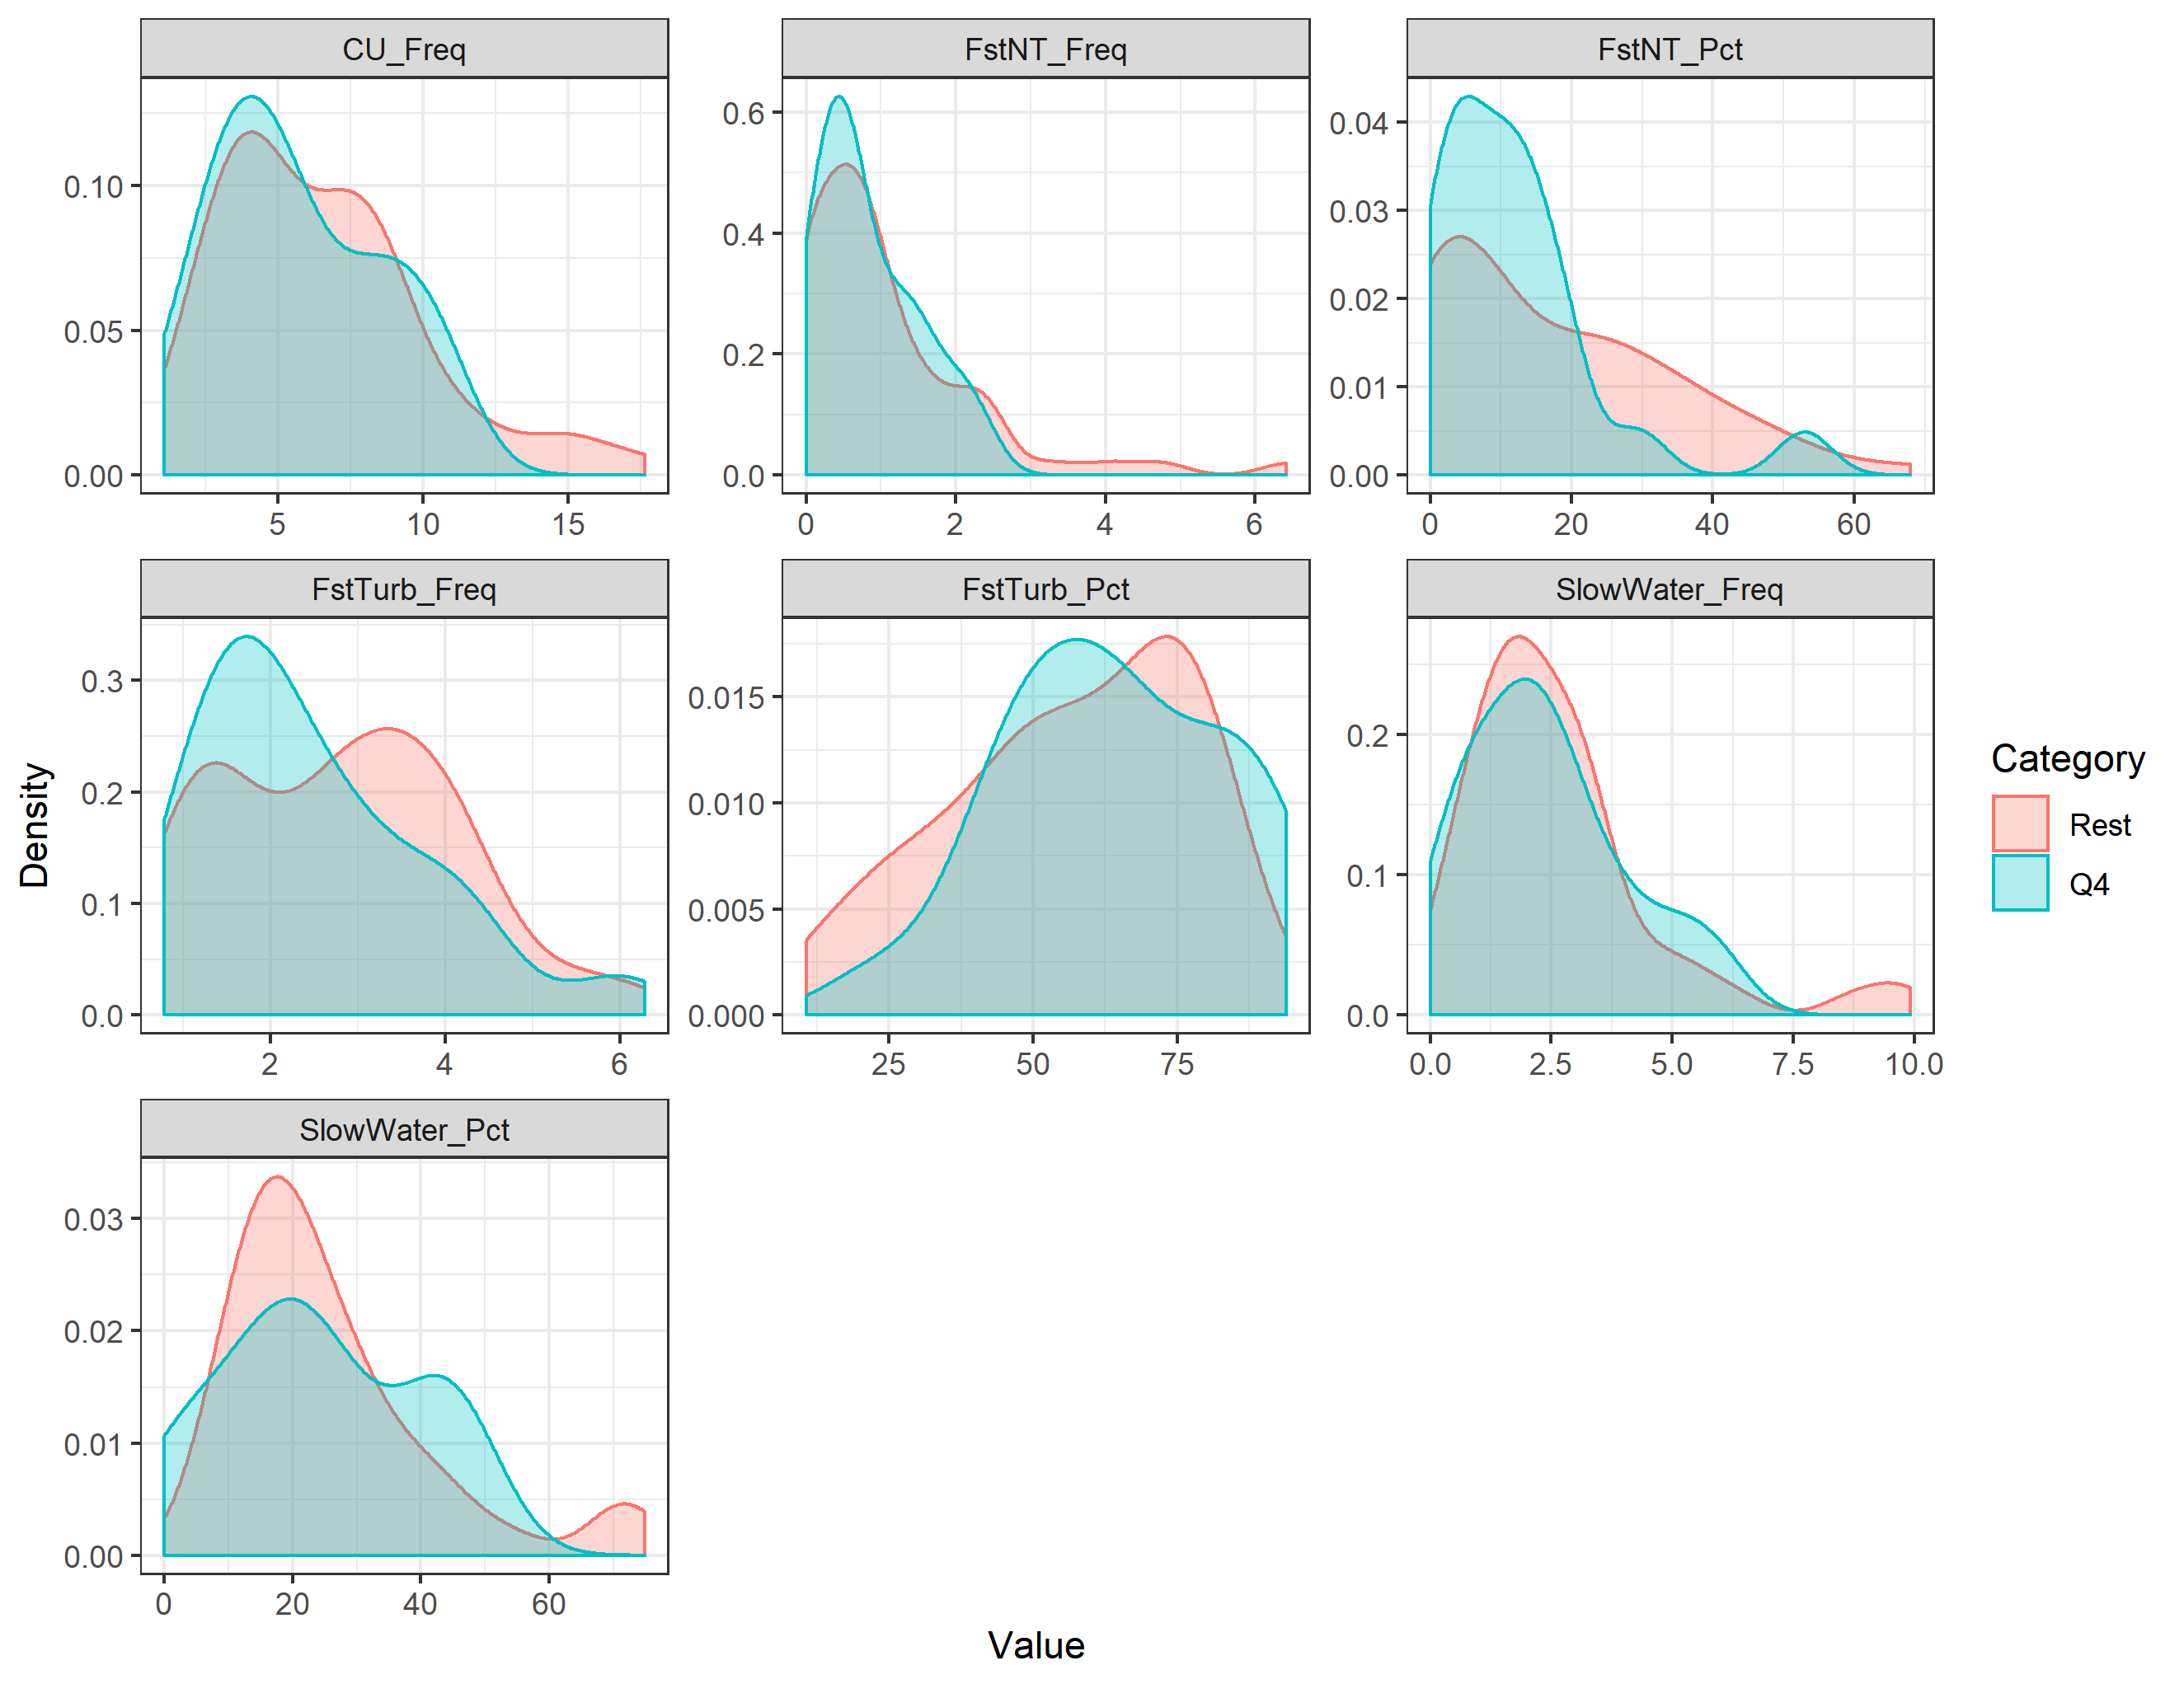 CU_Freq
FstNT_Freq
FstNT_Pct
0.10
0.05
0.00
5 10 15
0.6
0.4
0.2
0.0
0 2 4 6
0.04
0.03
0.02
0.01
0.00
0 20 40 60
FstTurb_Freq
FstTurb_Pct
SlowWater_Freq
0.3
0.2
0.1
0.0
2 4 6
0.015
0.010
0.005
0.000
25 50 75
0.2
0.1
0.0
0.0 2.5 5.0 7.5 10.0
SlowWater_Pct
0.03
0.02
0.01
0.00
0 20 40 60
Density
Value
Category
Rest
Q4